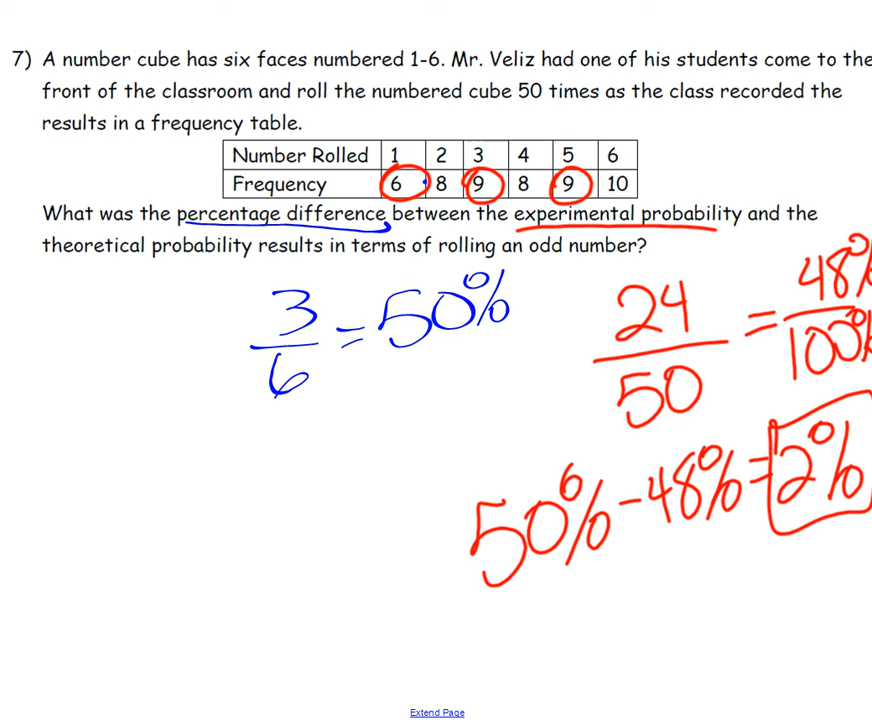 7) A number cube has six faces numbered 1-6. Mr. Veliz had one of his students come to the
front of the classroom and roll the numbered cube 50 times as the class recorded the
results in a frequency table.
Number Rolled 1 2 3 4 5 6
Frequency 6 8 9 8 9 10
What was the percentage difference between the experimental probability and the
theoretical probability results in terms of rolling an odd number?
3/6 = 50%
24/50 = 48%/100%
50% - 48% = 2%
Extend Page